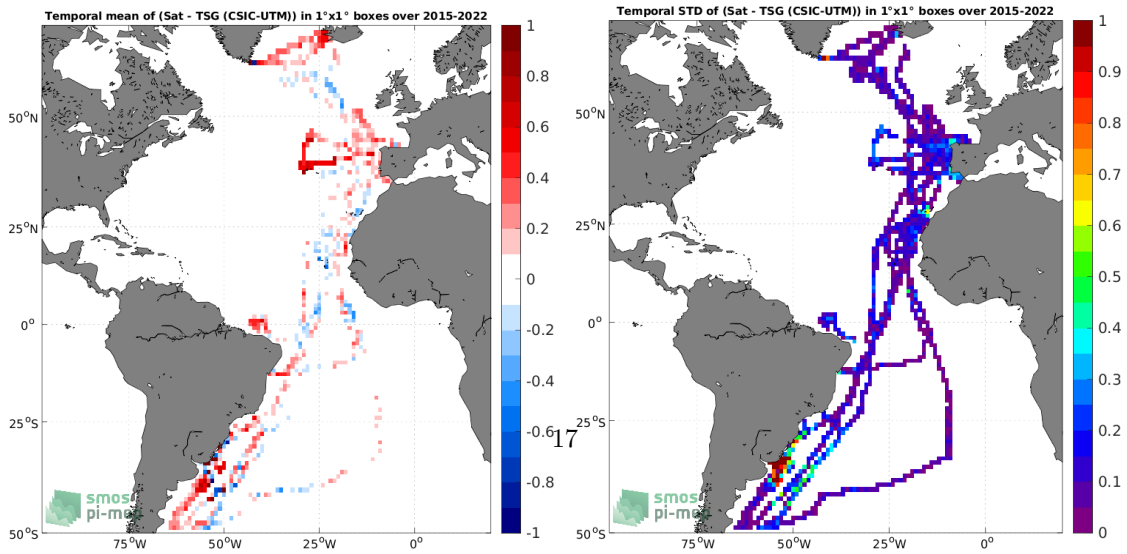 Temporal mean of (Sat - TSG (CSIC-UTM)) in 1°x1° boxes over 2015-2022
1
0.8
0.6
0.4
0.2
0
-0.2
-0.4
-0.6
-0.8
-1
50°N
25°N
0°
25°S
50°S
75°W
50°W
25°W
0°
smos
pi-mep
17
Temporal STD of (Sat - TSG (CSIC-UTM)) in 1°x1° boxes over 2015-2022
1
0.9
0.8
0.7
0.6
0.5
0.4
0.3
0.2
0.1
0
50°N
25°N
0°
25°S
50°S
75°W
50°W
25°W
0°
smos
pi-mep